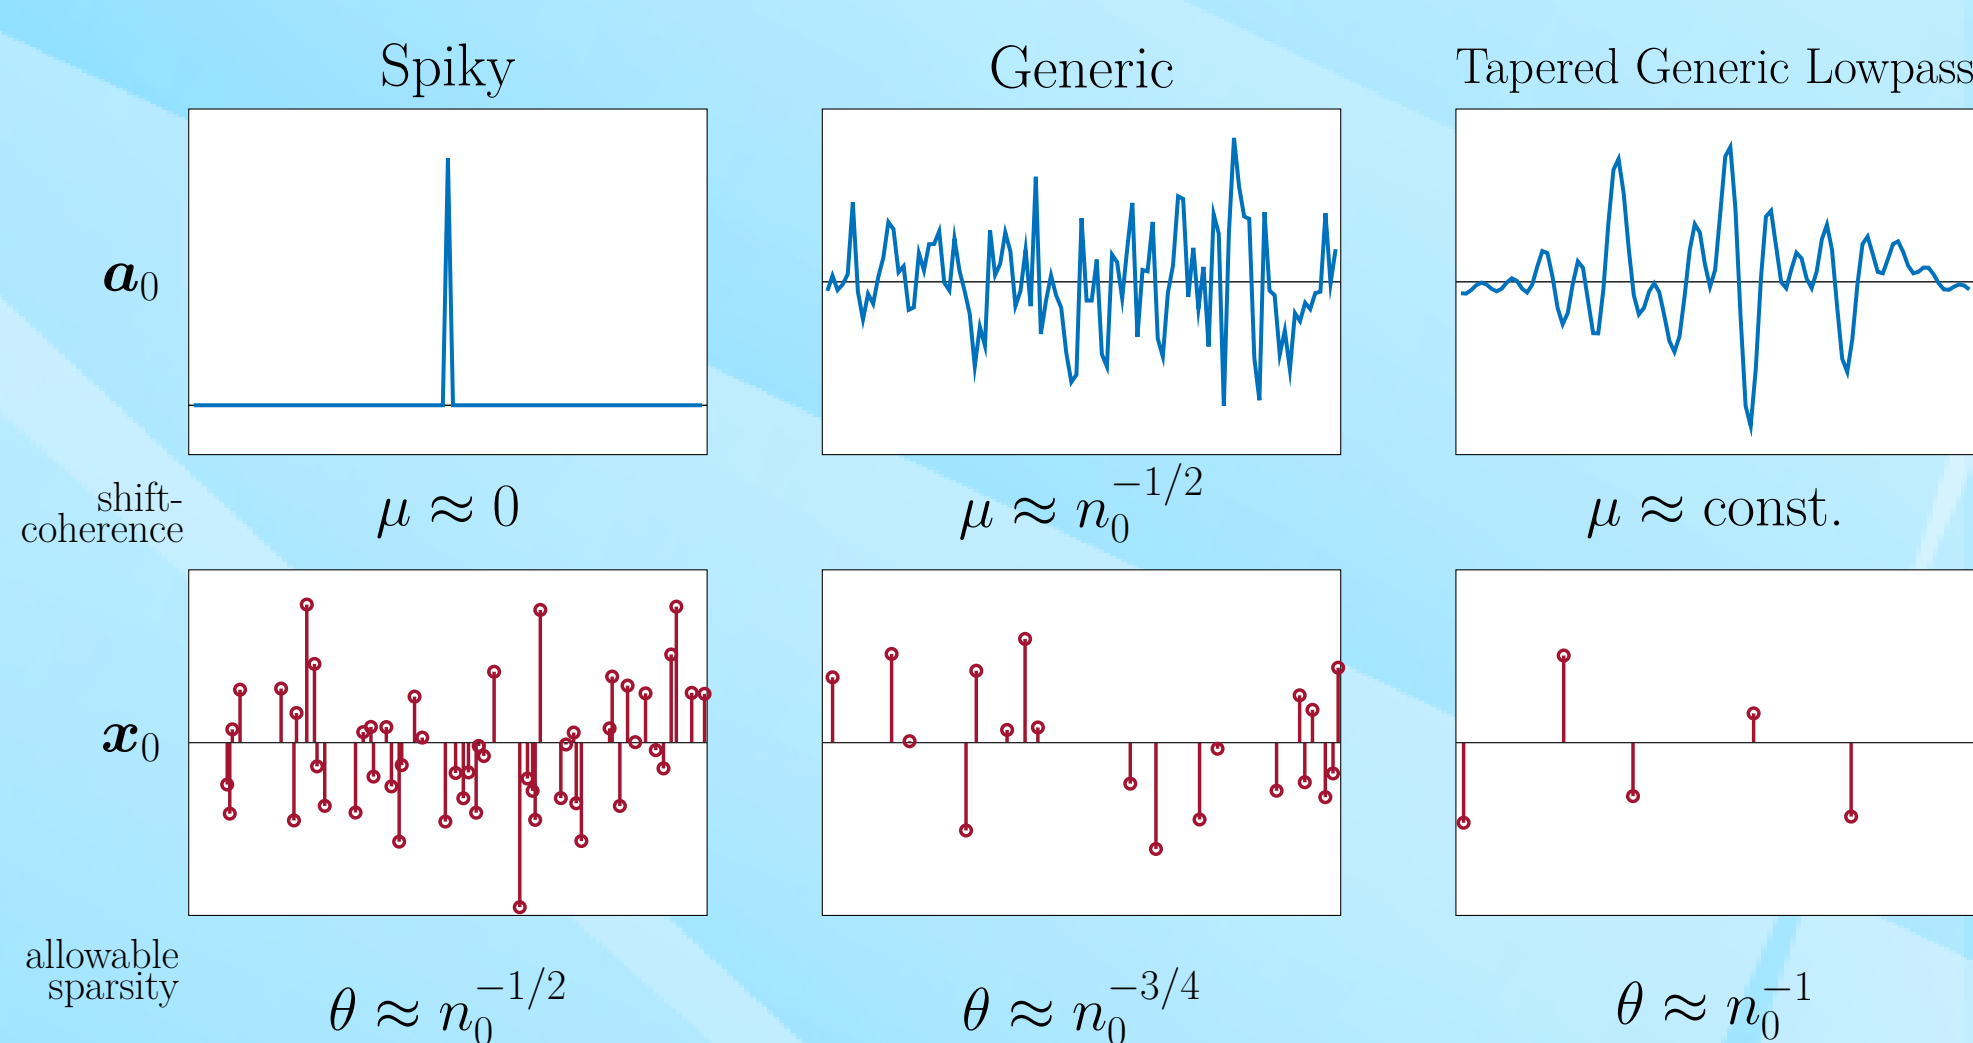 Spiky
Generic
Tapered Generic Lowpass
a₀
shift-
coherence
μ ≈ 0
μ ≈ n₀^{-1/2}
μ ≈ const.
x₀
allowable
sparsity
θ ≈ n₀^{-1/2}
θ ≈ n₀^{-3/4}
θ ≈ n₀^{-1}